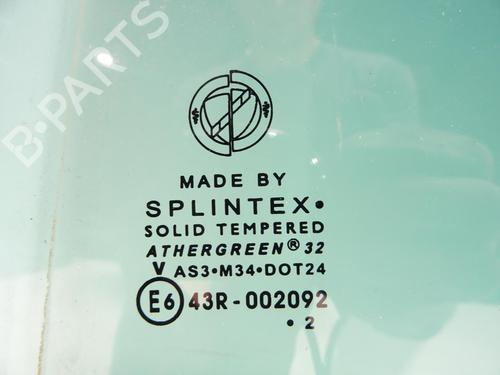 B-PARTS
MADE BY
SPLINTEX•
SOLID TEMPERED
ATHERGREEN® 32
V AS3•M34•DOT24
E6 43R-002092
•2